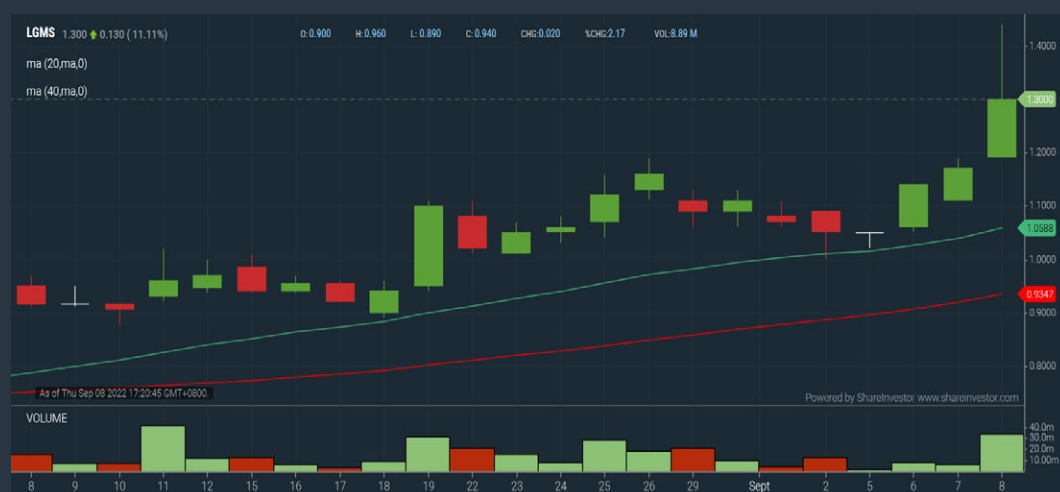 LGMS 1.300 0.130 ( 11.11%) O:0.900 H:0.960 L: 0.890 C:0.940 CHG:0.020 %CHG:2.17 VOL:8.89 M
ma (20,ma,0)
ma (40,ma,0)
1.4000
1.3000
1.2000
1.1000
1.0588
1.0000
0.9347
0.9000
0.8000
As of Thu Sep 08 2022 17:20:45 GMT+0800.
Powered by ShareInvestor www.shareinvestor.com
VOLUME
40.0m
30.0m
20.0m
10.00m
8 9 10 11 12 15 16 17 18 19 22 23 24 25 26 29 Sept 2 5 6 7 8